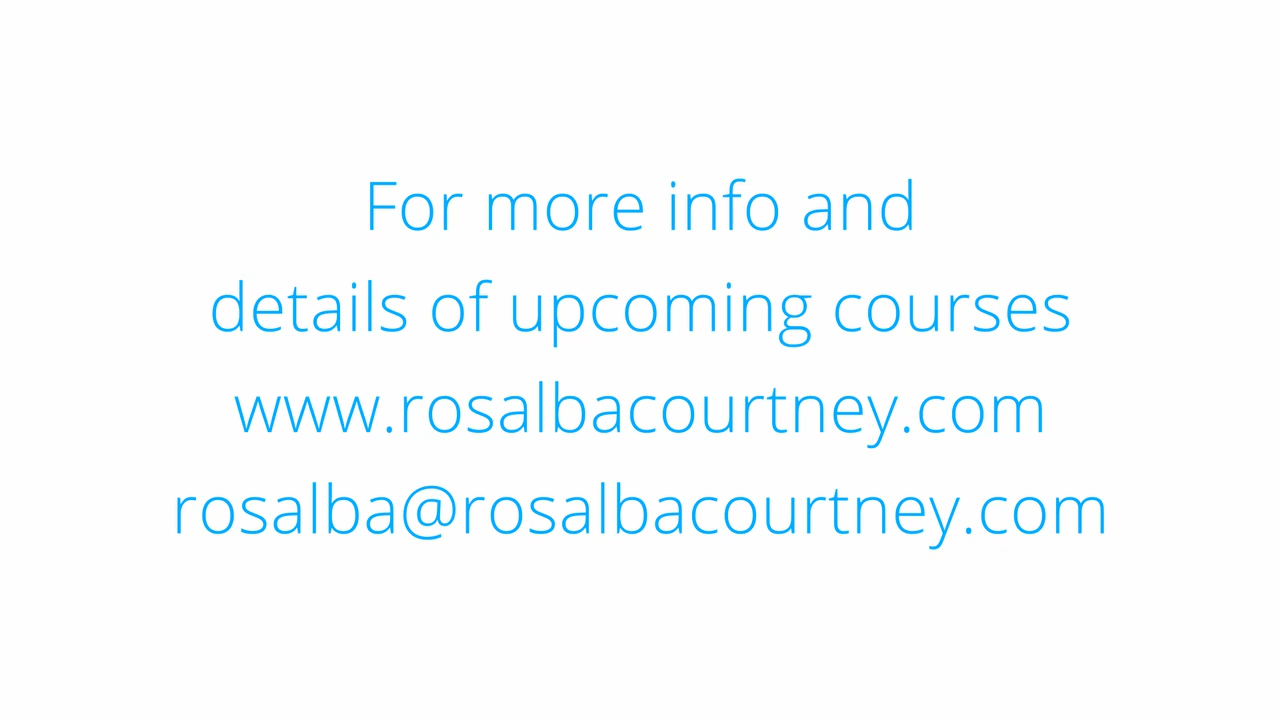 For more info and
details of upcoming courses
www.rosalbacourtney.com
rosalba@rosalbacourtney.com